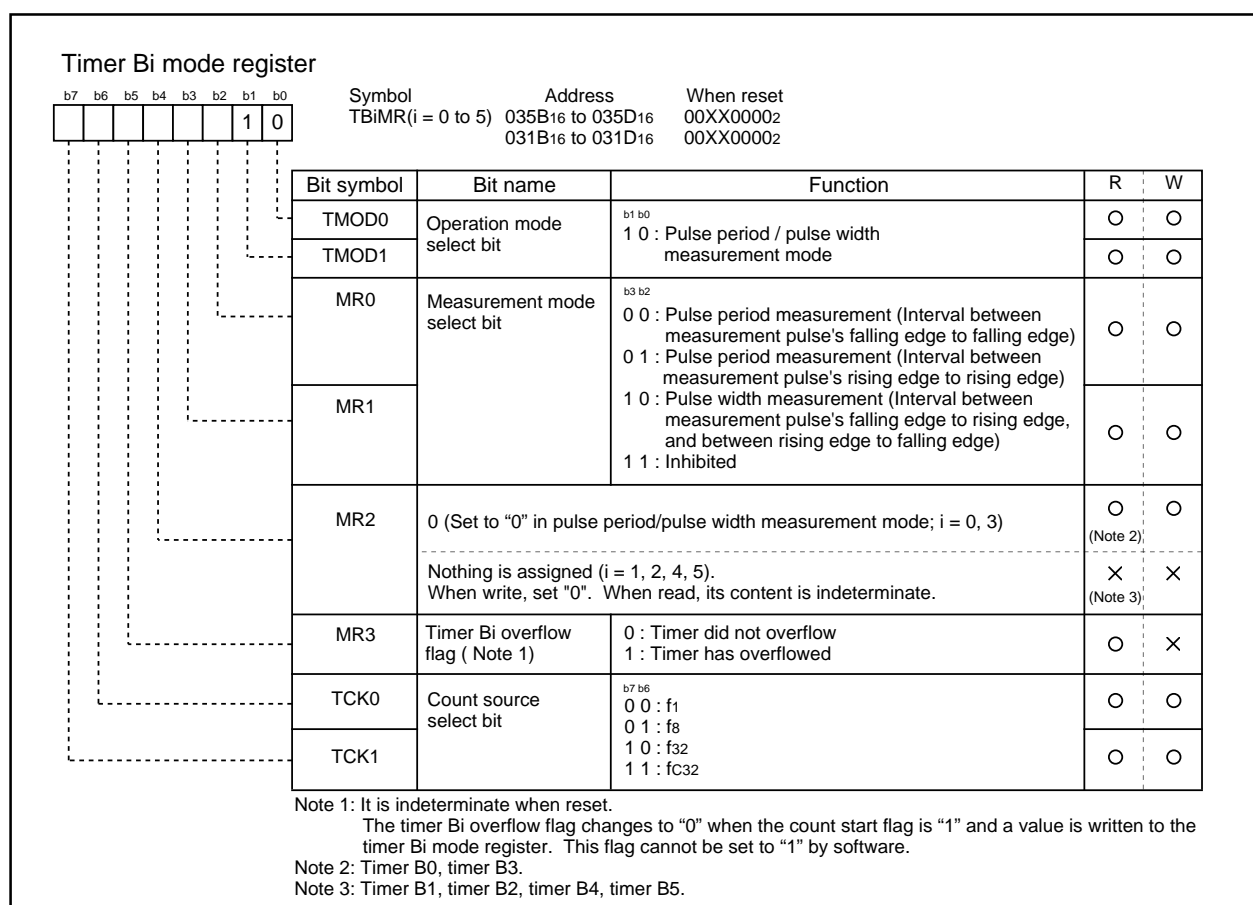 Timer Bi mode register
b7 b6 b5 b4 b3 b2 b1 b0
1 0
Symbol Address When reset
TBiMR(i = 0 to 5) 035B16 to 035D16 00XX00002
031B16 to 031D16 00XX00002
Bit symbol Bit name Function R W
TMOD0
TMOD1
Operation mode
select bit
b1 b0
1 0 : Pulse period / pulse width
measurement mode
MR0
MR1
Measurement mode
select bit
b3 b2
0 0 : Pulse period measurement (Interval between
measurement pulse's falling edge to falling edge)
0 1 : Pulse period measurement (Interval between
measurement pulse's rising edge to rising edge)
1 0 : Pulse width measurement (Interval between
measurement pulse's falling edge to rising edge,
and between rising edge to falling edge)
1 1 : Inhibited
MR2
0 (Set to “0” in pulse period/pulse width measurement mode; i = 0, 3)
(Note 2)
Nothing is assigned (i = 1, 2, 4, 5).
When write, set "0". When read, its content is indeterminate.
(Note 3)
MR3
Timer Bi overflow
flag ( Note 1)
0 : Timer did not overflow
1 : Timer has overflowed
TCK0
TCK1
Count source
select bit
b7 b6
0 0 : f1
0 1 : f8
1 0 : f32
1 1 : fC32
Note 1: It is indeterminate when reset.
The timer Bi overflow flag changes to “0” when the count start flag is “1” and a value is written to the
timer Bi mode register. This flag cannot be set to “1” by software.
Note 2: Timer B0, timer B3.
Note 3: Timer B1, timer B2, timer B4, timer B5.